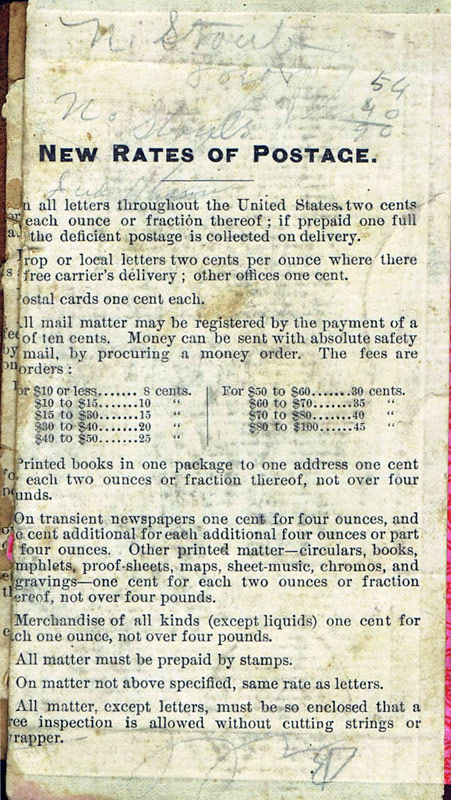 N. Stoub
54
40
90
N. Stoub
NEW RATES OF POSTAGE.
n all letters throughout the United States. two cents
each ounce or fraction thereof; if prepaid one full
the deficient postage is collected on delivery.
rop or local letters two cents per ounce where there
free carrier's delivery; other offices one cent.
ostal cards one cent each.
ll mail matter may be registered by the payment of a
of ten cents. Money can be sent with absolute safety
mail, by procuring a money order. The fees are
orders:
or $10 or less....... 8 cents. For $50 to $60.......30 cents.
$10 to $15.......10 " $60 to $70.......35 "
$15 to $30.......15 " $70 to $80.......40 "
$30 to $40.......20 " $80 to $100......45 "
$40 to $50.......25 "
Printed books in one package to one address one cent
each two ounces or fraction thereof, not over four
unds.
On transient newspapers one cent for four ounces, and
e cent additional for each additional four ounces or part
four ounces. Other printed matter—circulars, books,
mphlets, proof-sheets, maps, sheet-music, chromos, and
gravings—one cent for each two ounces or fraction
ereof, not over four pounds.
Merchandise of all kinds (except liquids) one cent for
ch one ounce, not over four pounds.
All matter must be prepaid by stamps.
On matter not above specified, same rate as letters.
All matter, except letters, must be so enclosed that a
ree inspection is allowed without cutting strings or
rapper.